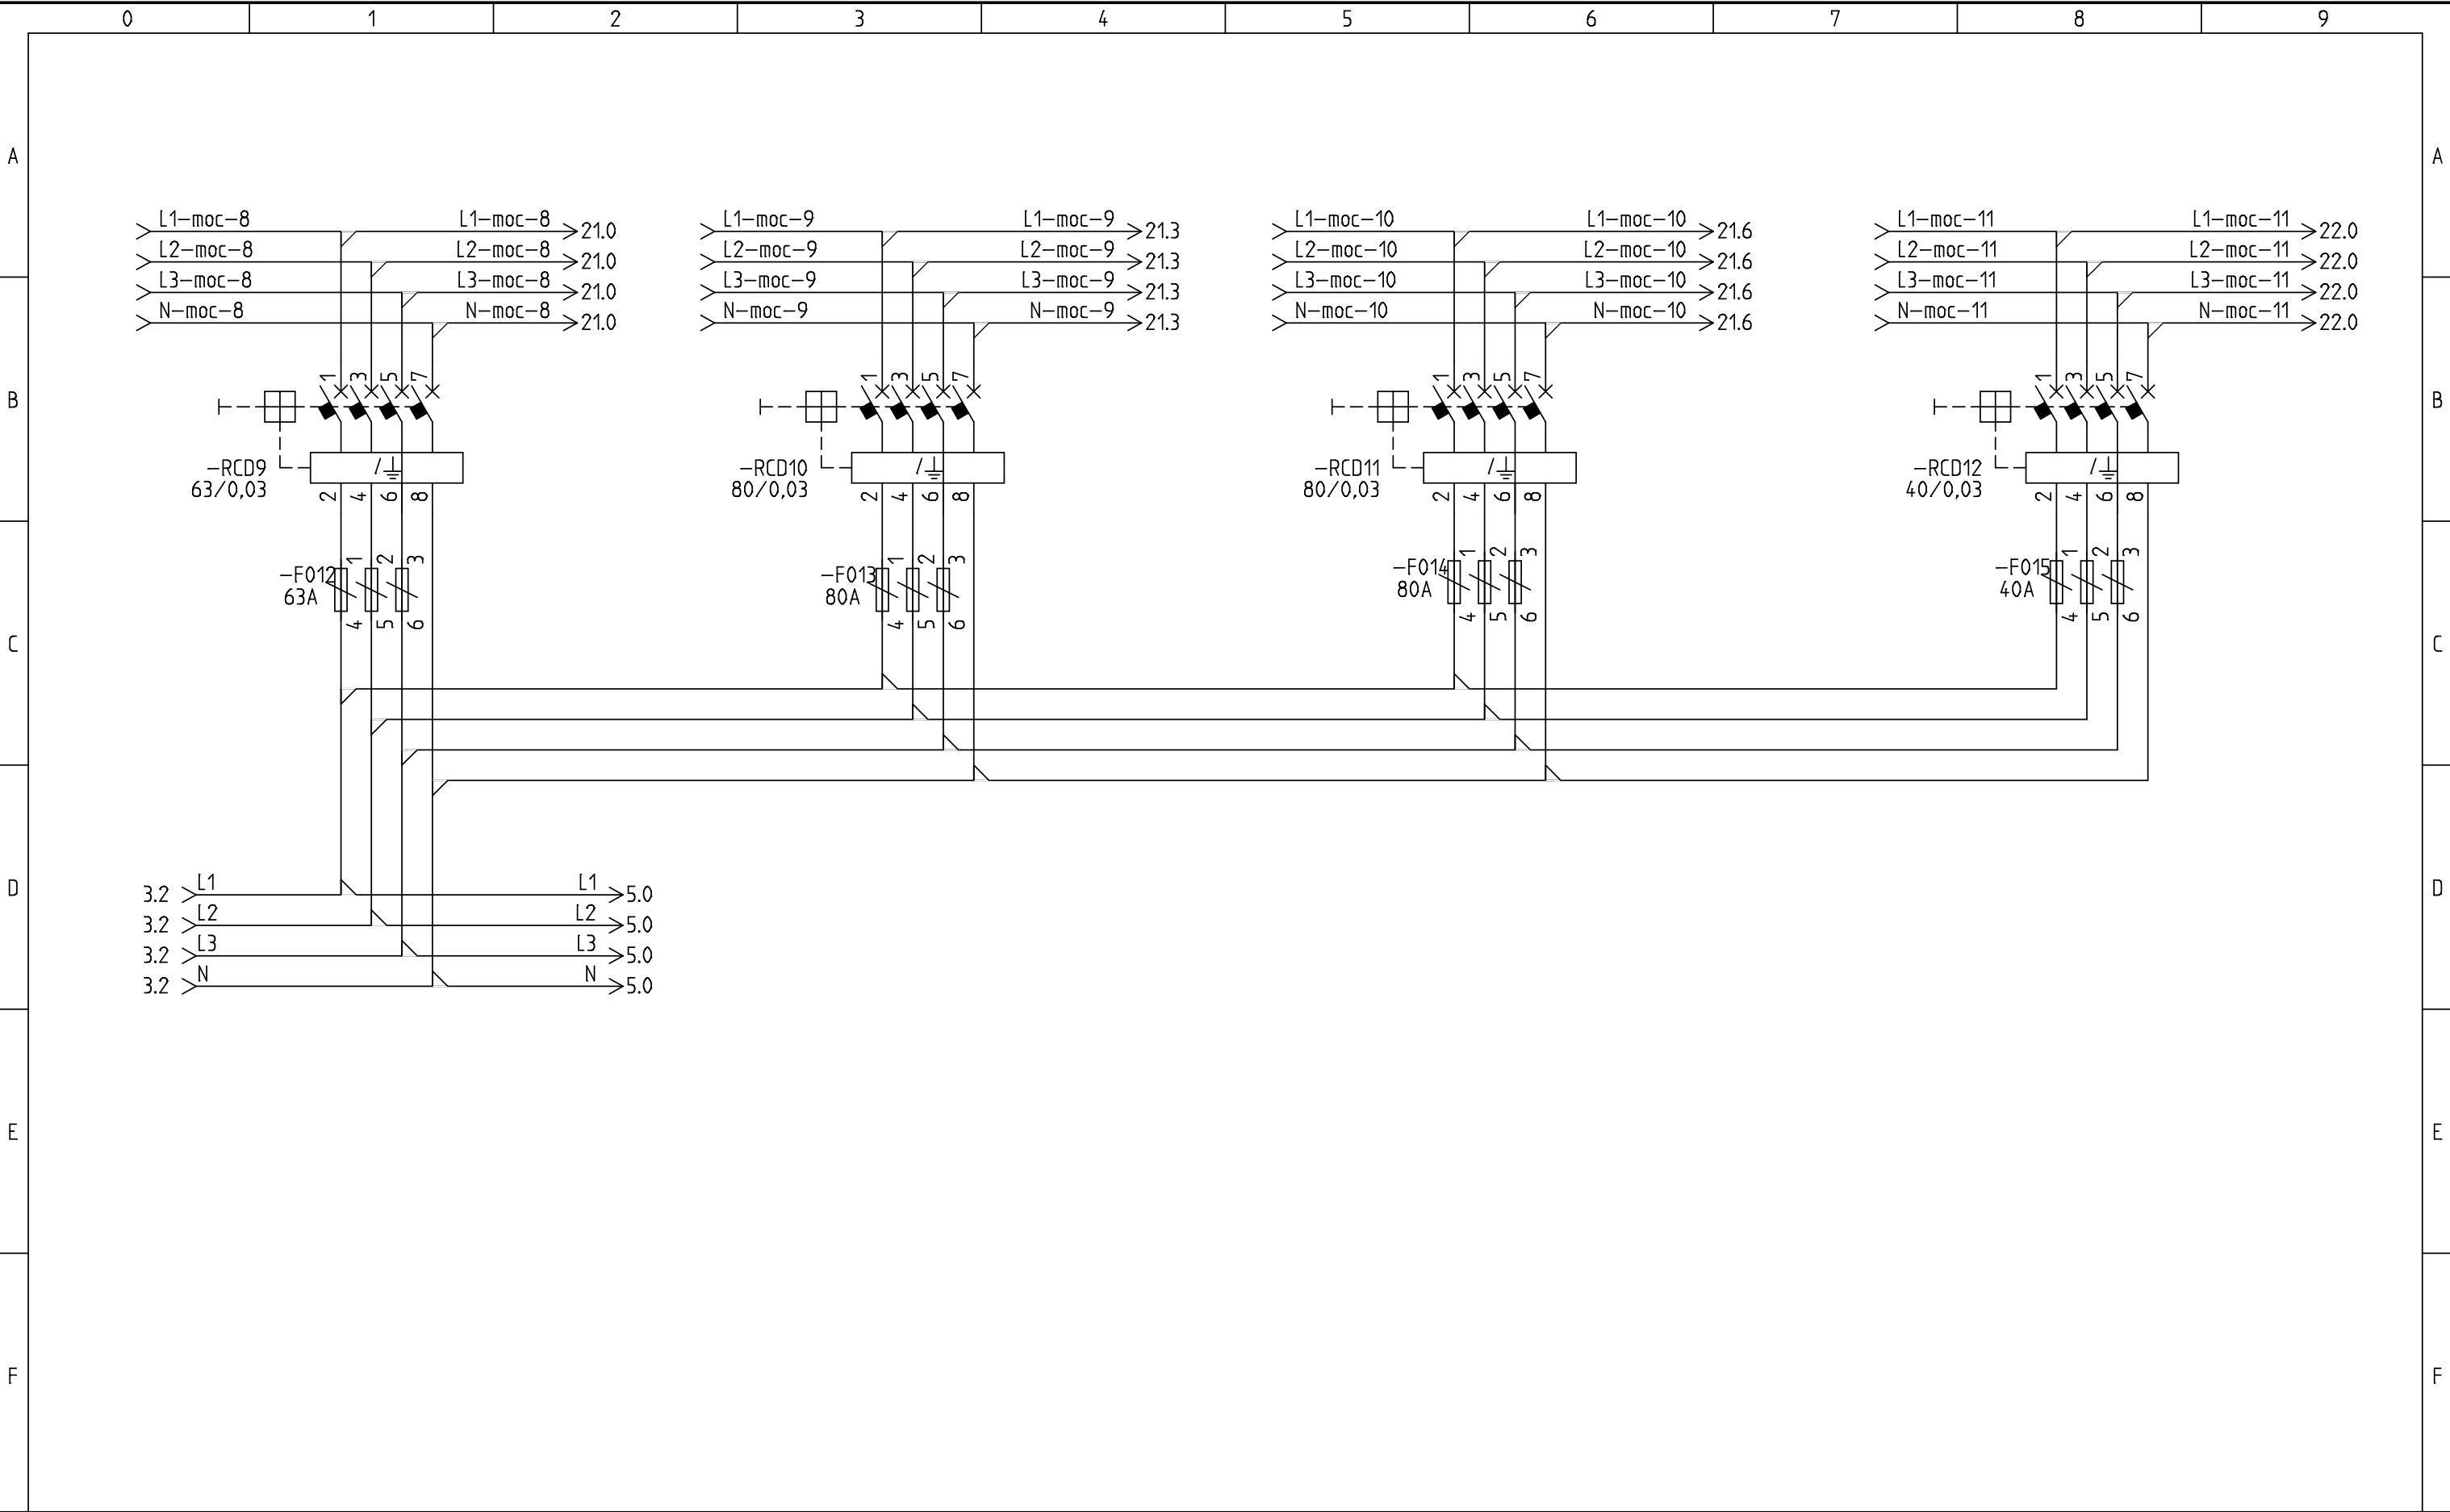 0 1 2 3 4 5 6 7 8 9
A A
L1-moc-8 L1-moc-8 21.0 L1-moc-9 L1-moc-9 21.3 L1-moc-10 L1-moc-10 21.6 L1-moc-11 L1-moc-11 22.0
L2-moc-8 L2-moc-8 21.0 L2-moc-9 L2-moc-9 21.3 L2-moc-10 L2-moc-10 21.6 L2-moc-11 L2-moc-11 22.0
L3-moc-8 L3-moc-8 21.0 L3-moc-9 L3-moc-9 21.3 L3-moc-10 L3-moc-10 21.6 L3-moc-11 L3-moc-11 22.0
N-moc-8 N-moc-8 21.0 N-moc-9 N-moc-9 21.3 N-moc-10 N-moc-10 21.6 N-moc-11 N-moc-11 22.0
1 3 5 7 1 3 5 7 1 3 5 7 1 3 5 7
B B
-RCD9 -RCD10 -RCD11 -RCD12
63/0,03 80/0,03 80/0,03 40/0,03
2 4 6 8 2 4 6 8 2 4 6 8 2 4 6 8
1 2 3 1 2 3 1 2 3 1 2 3
-F012 -F013 -F014 -F015
63A 80A 80A 40A
4 5 6 4 5 6 4 5 6 4 5 6
C C
3.2 L1 L1 5.0
D D
3.2 L2 L2 5.0
3.2 L3 L3 5.0
3.2 N N 5.0
E E
F F